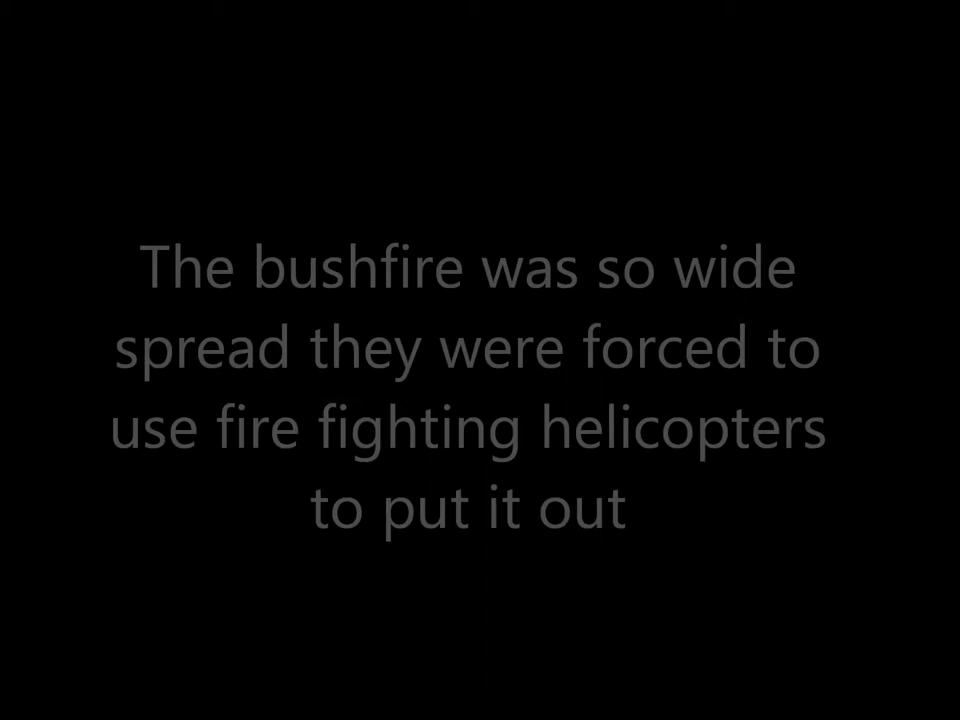 The bushfire was so wide
spread they were forced to
use fire fighting helicopters
to put it out